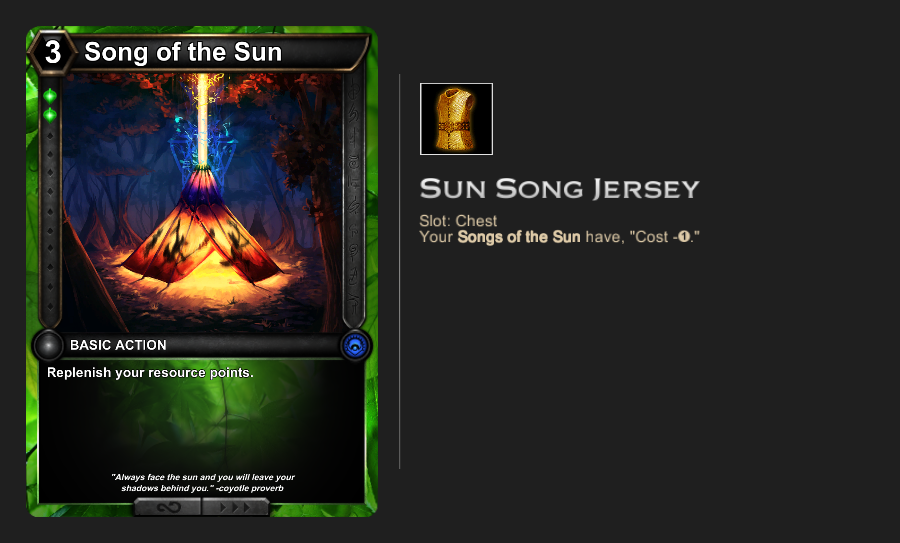 3 Song of the Sun
BASIC ACTION
Replenish your resource points.
"Always face the sun and you will leave your
shadows behind you." -coyotle proverb
SUN SONG JERSEY
Slot: Chest
Your Songs of the Sun have, "Cost -❶."